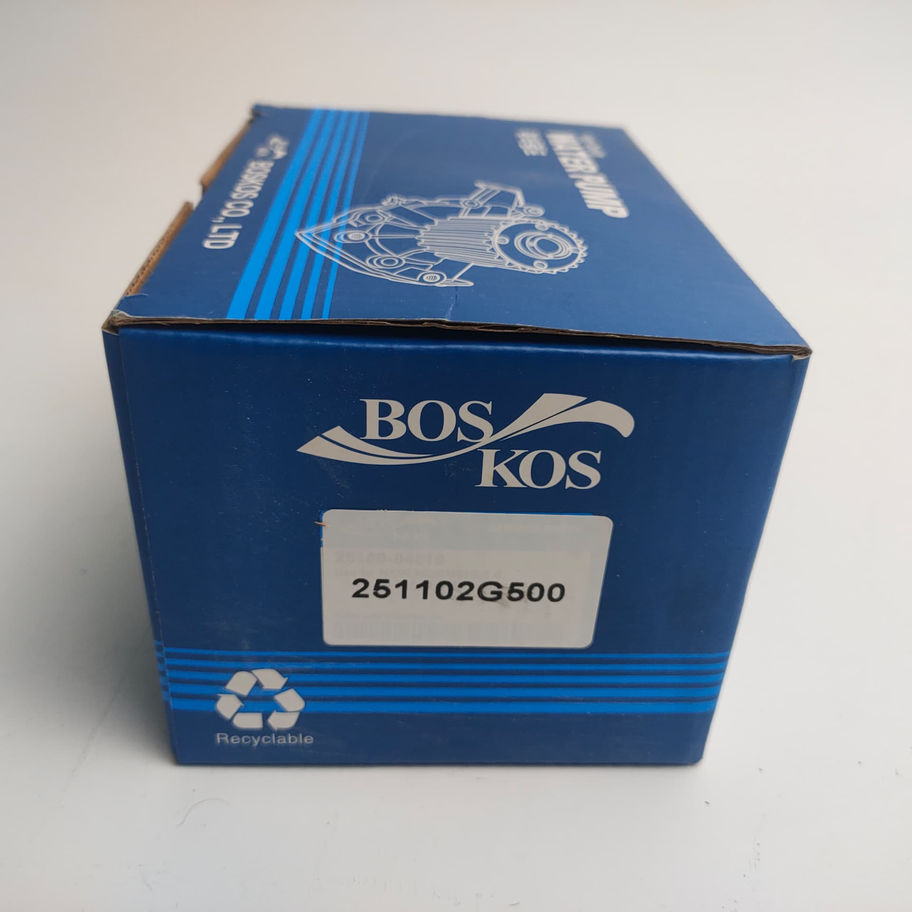 WATER PUMP
BOSKOS CO., LTD
BOS
KOS
251102G500
Recyclable